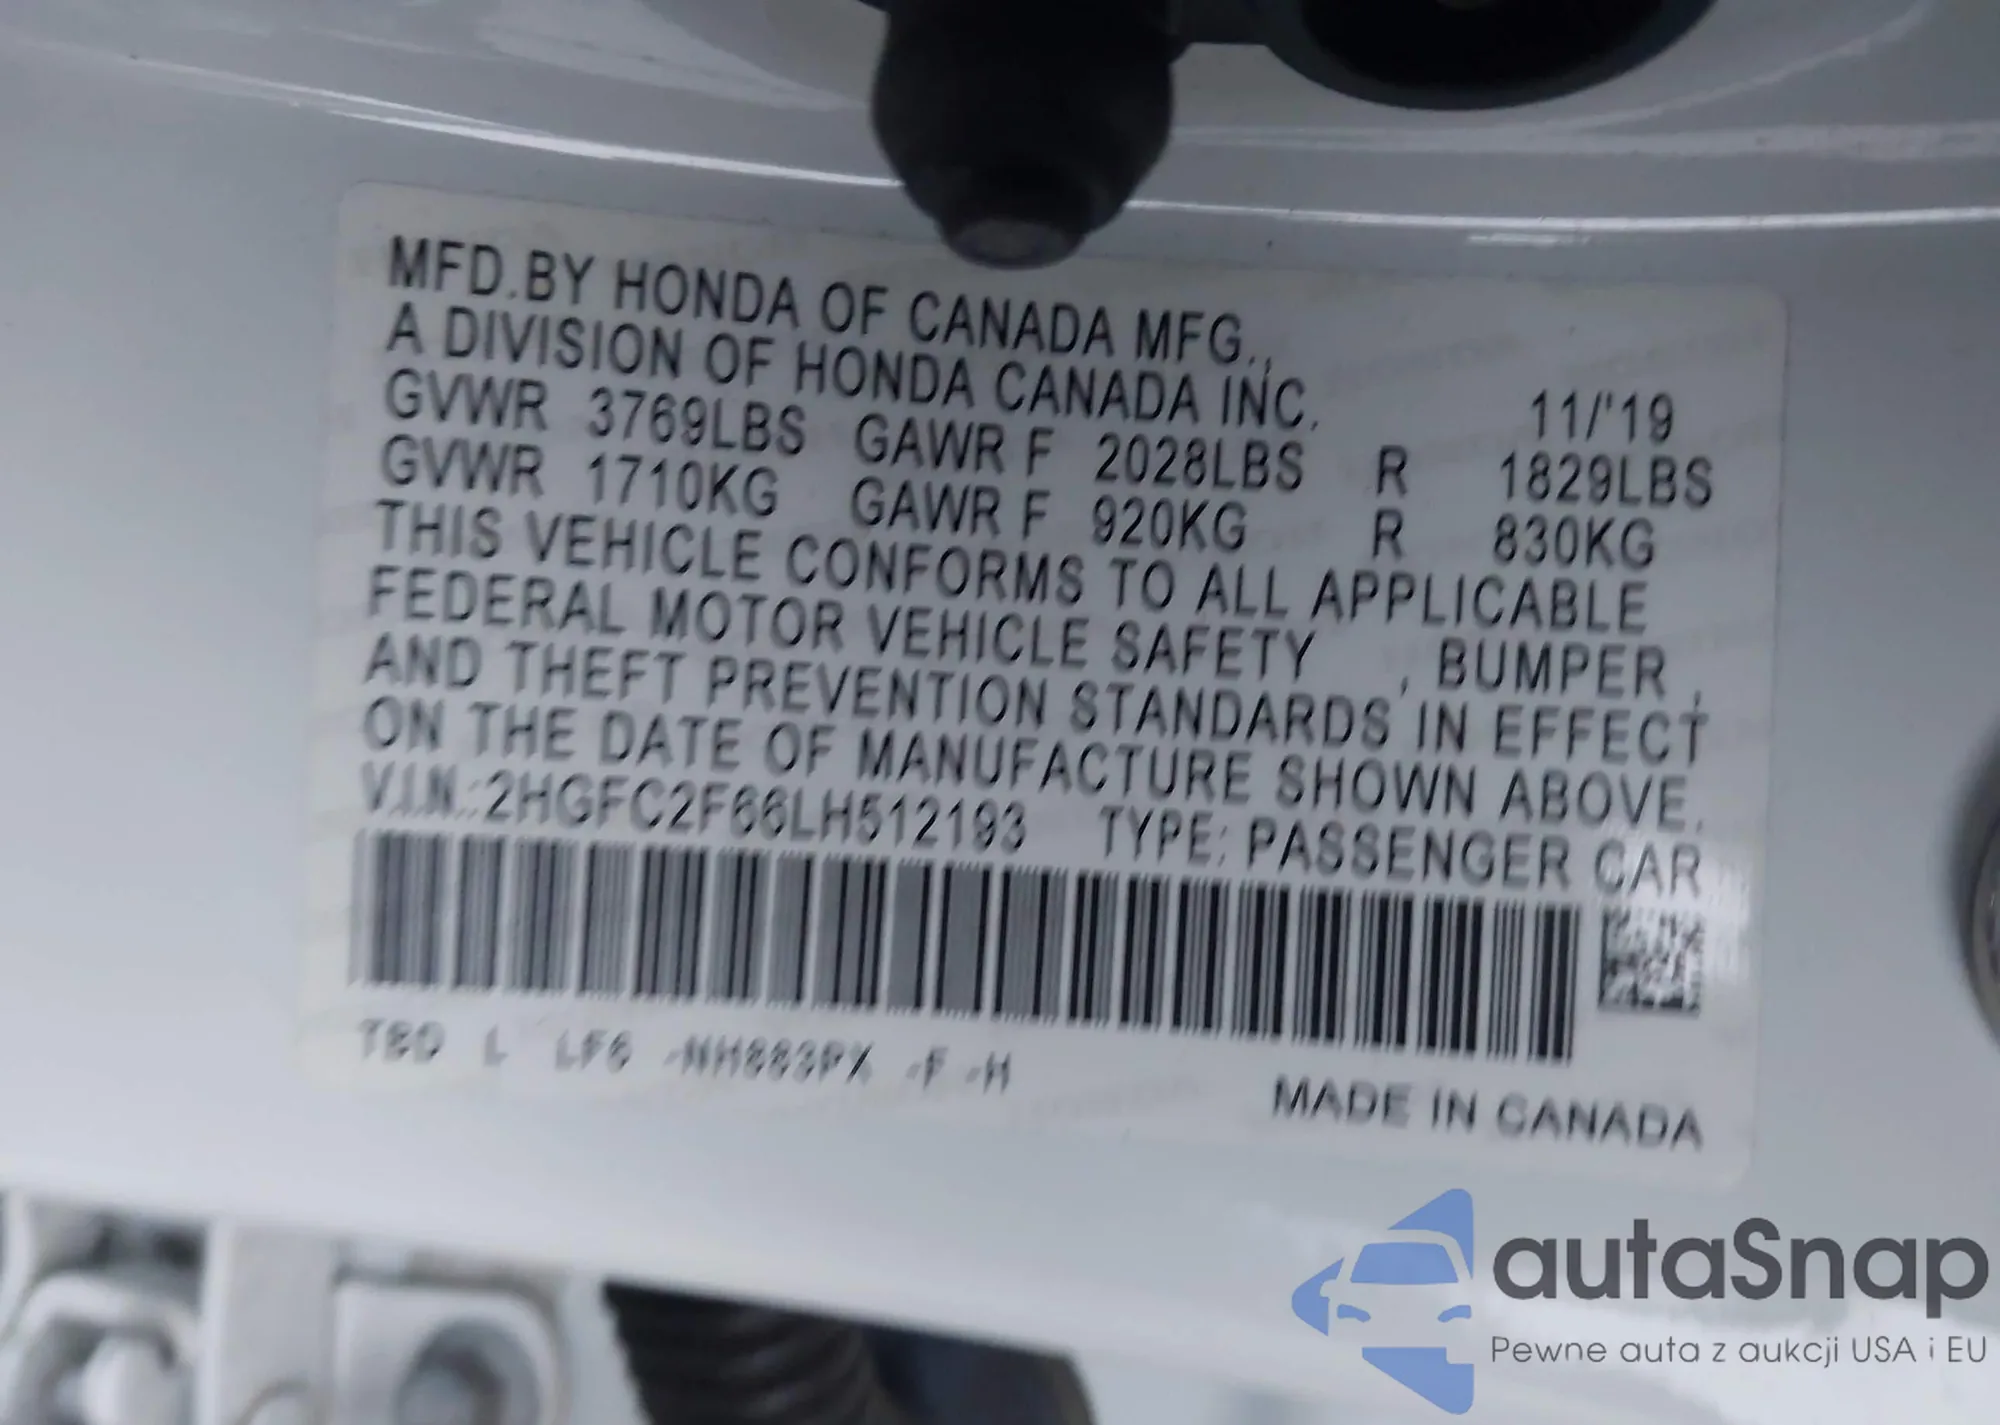 MFD.BY HONDA OF CANADA MFG.,
A DIVISION OF HONDA CANADA INC. 11/'19
GVWR 3769LBS GAWR F 2028LBS R 1829LBS
GVWR 1710KG GAWR F 920KG R 830KG
THIS VEHICLE CONFORMS TO ALL APPLICABLE
FEDERAL MOTOR VEHICLE SAFETY , BUMPER ,
AND THEFT PREVENTION STANDARDS IN EFFECT
ON THE DATE OF MANUFACTURE SHOWN ABOVE.
V.I.N.:2HGFC2F66LH512193 TYPE: PASSENGER CAR
L LF6 -NH883PX -F -H
MADE IN CANADA
autaSnap
Pewne auta z aukcji USA i EU